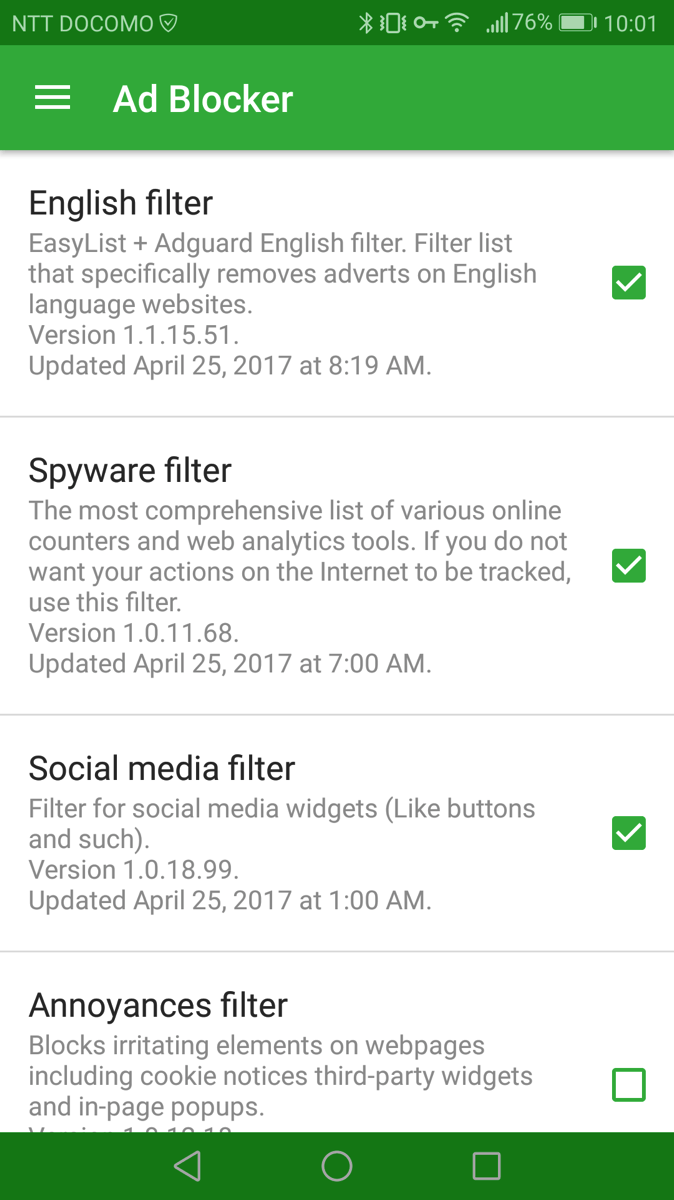 NTT DOCOMO 76% 10:01
Ad Blocker
English filter
EasyList + Adguard English filter. Filter list
that specifically removes adverts on English
language websites.
Version 1.1.15.51.
Updated April 25, 2017 at 8:19 AM.
Spyware filter
The most comprehensive list of various online
counters and web analytics tools. If you do not
want your actions on the Internet to be tracked,
use this filter.
Version 1.0.11.68.
Updated April 25, 2017 at 7:00 AM.
Social media filter
Filter for social media widgets (Like buttons
and such).
Version 1.0.18.99.
Updated April 25, 2017 at 1:00 AM.
Annoyances filter
Blocks irritating elements on webpages
including cookie notices third-party widgets
and in-page popups.